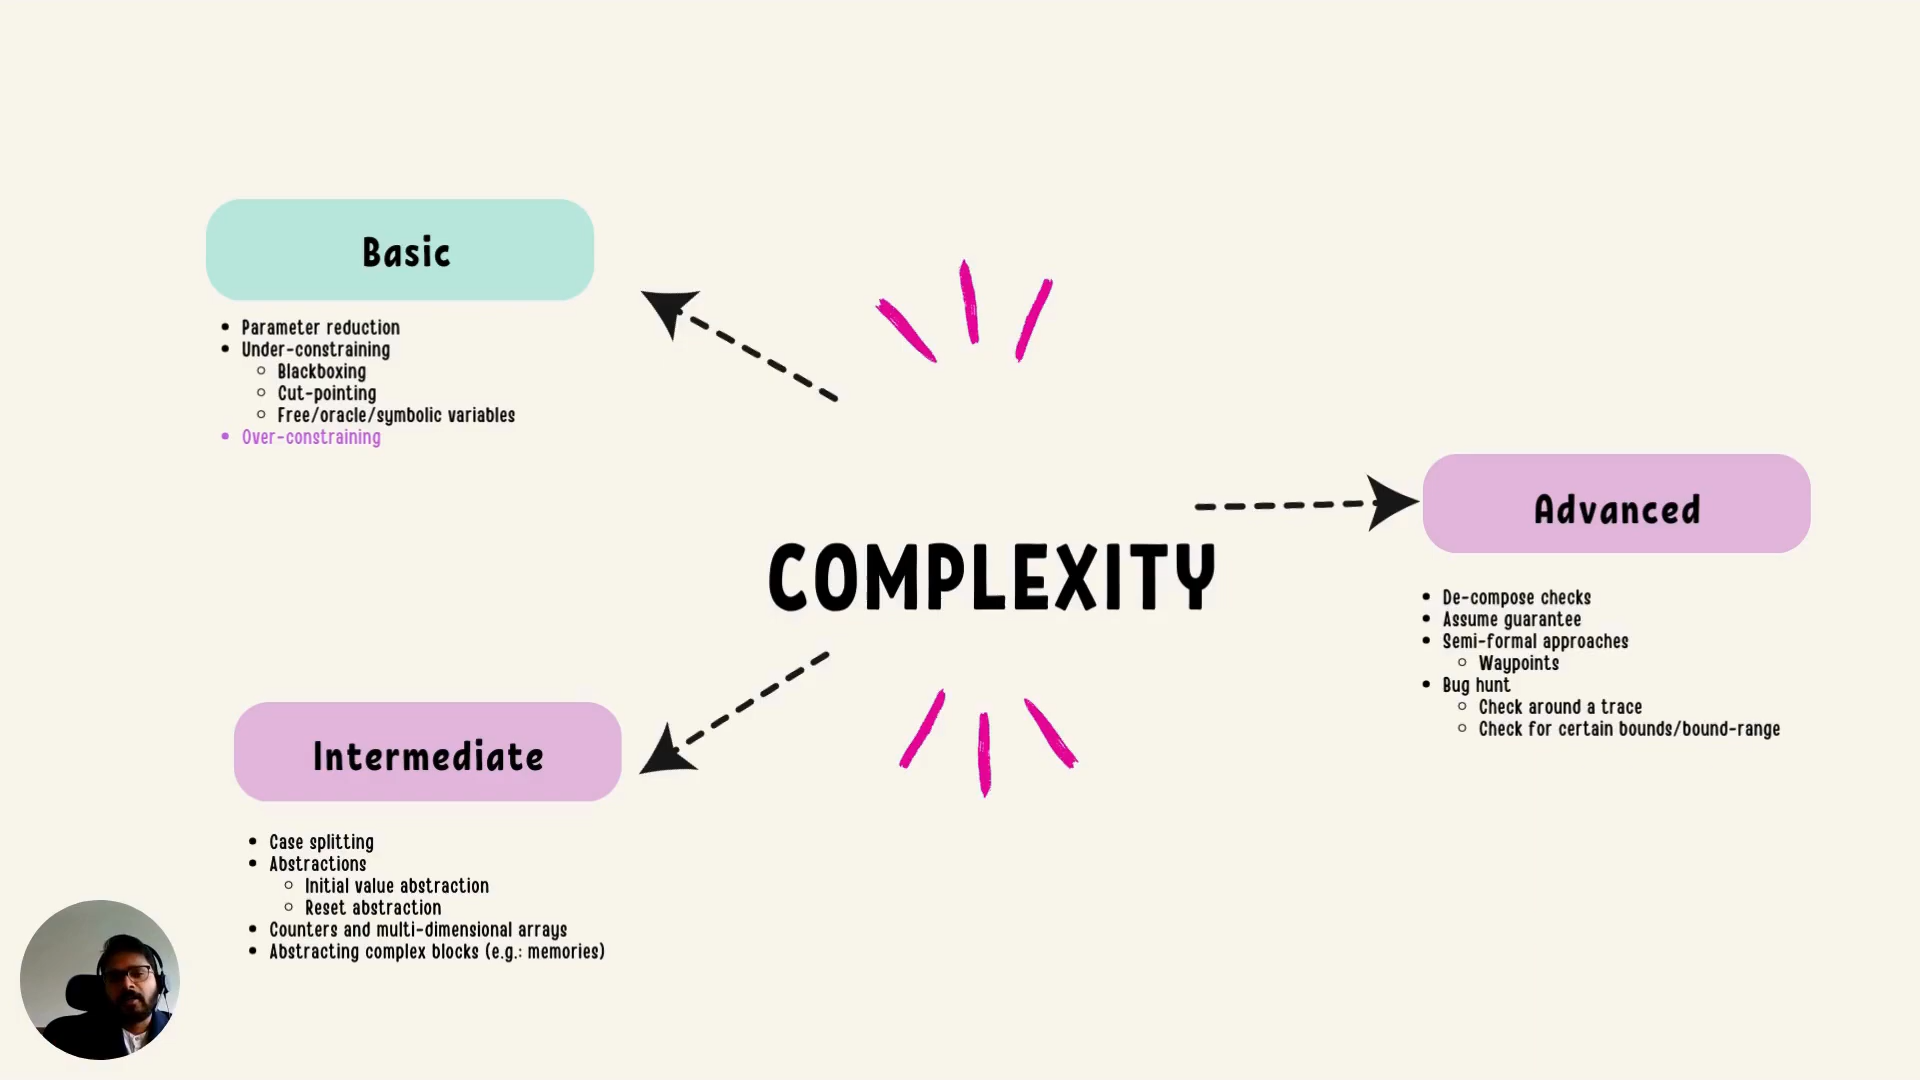 Basic
Parameter reduction
Under-constraining
Blackboxing
Cut-pointing
Free/oracle/symbolic variables
Over-constraining
COMPLEXITY
Advanced
De-compose checks
Assume guarantee
Semi-formal approaches
Waypoints
Bug hunt
Check around a trace
Check for certain bounds/bound-range
Intermediate
Case splitting
Abstractions
Initial value abstraction
Reset abstraction
Counters and multi-dimensional arrays
Abstracting complex blocks (e.g.: memories)